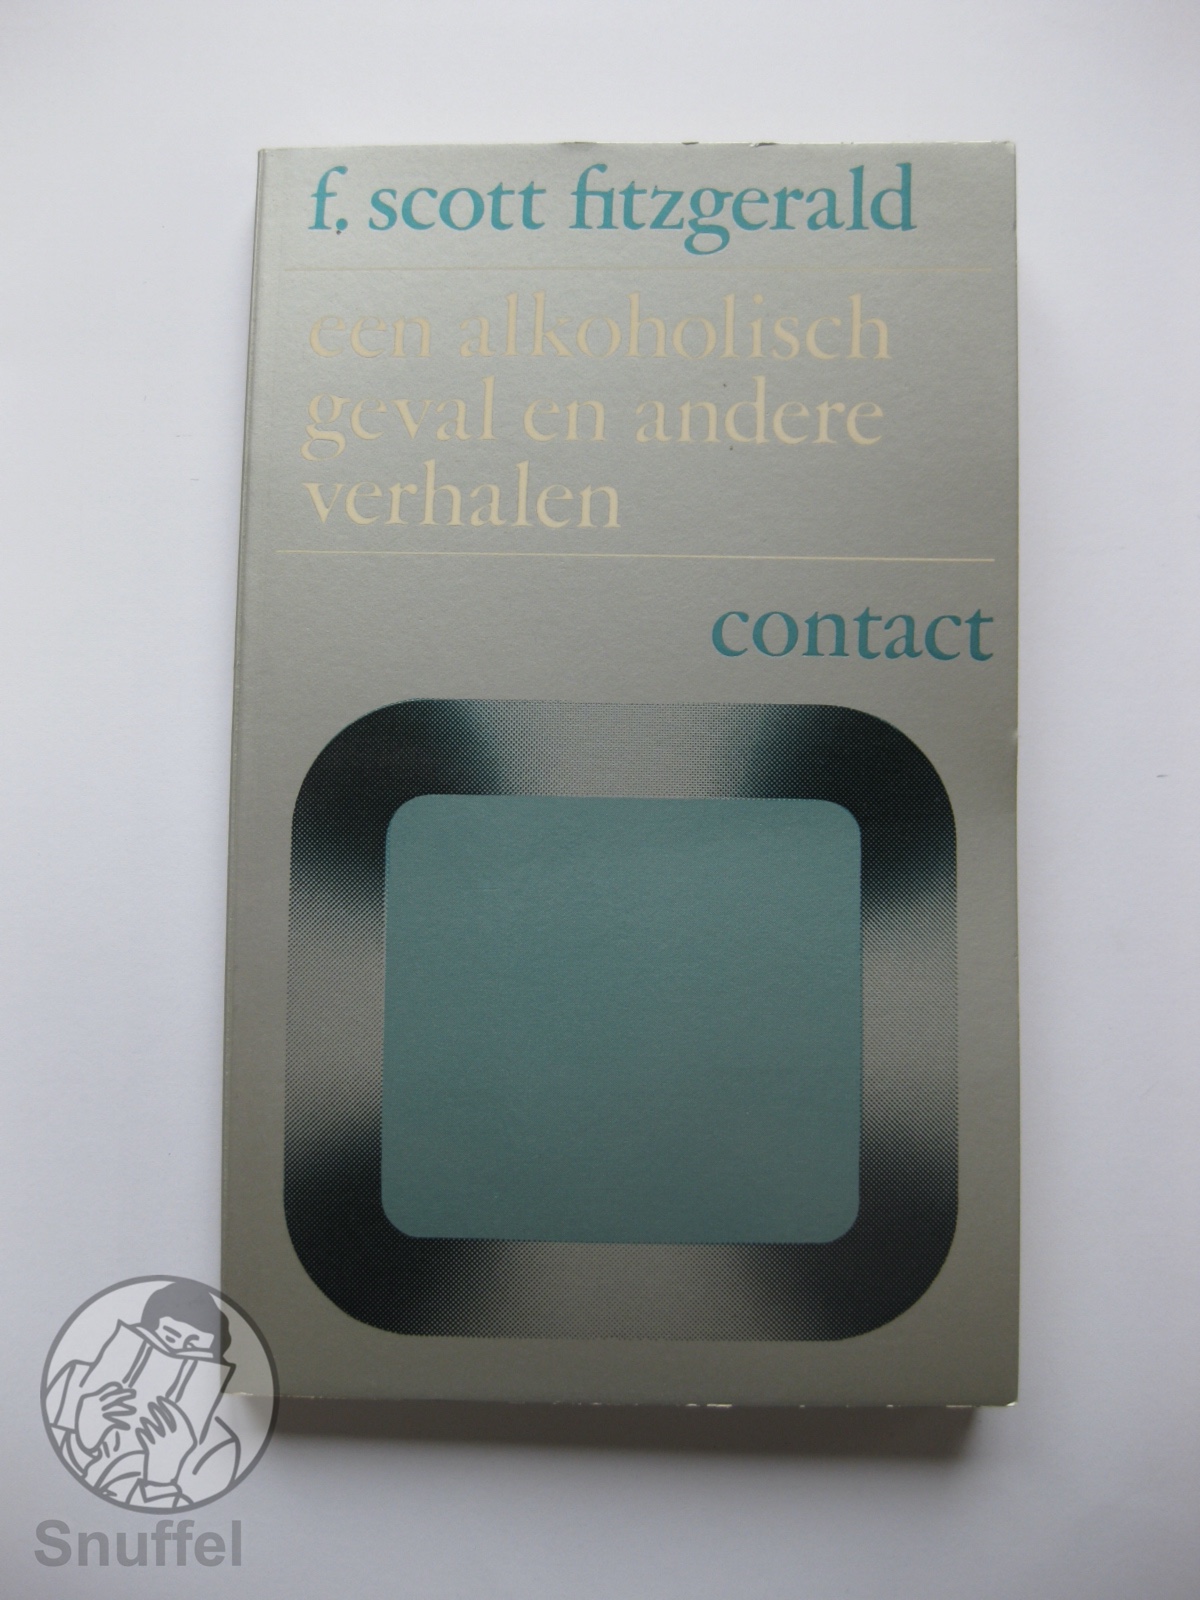 f. scott fitzgerald
een alkoholisch
geval en andere
verhalen
contact
Snuffel